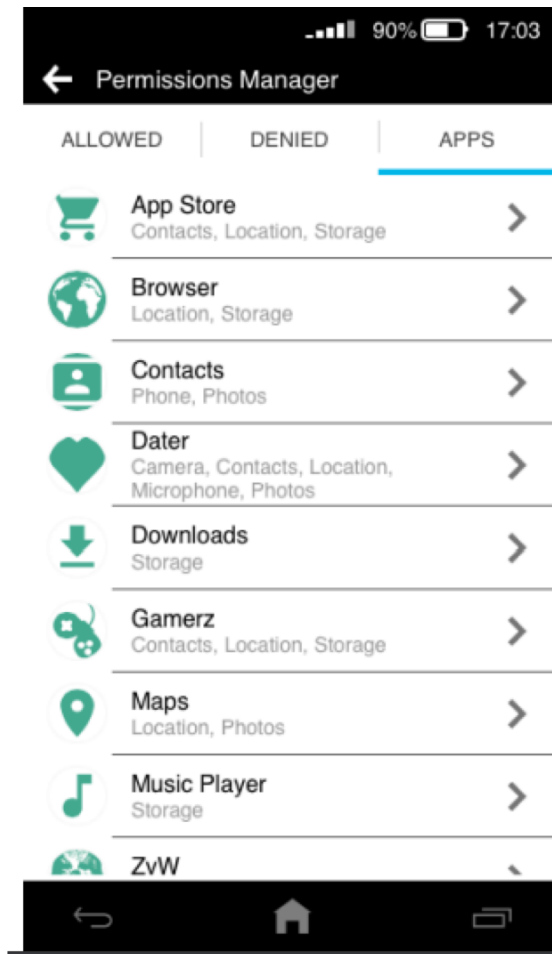 90% 17:03
Permissions Manager
ALLOWED DENIED APPS
App Store
Contacts, Location, Storage
Browser
Location, Storage
Contacts
Phone, Photos
Dater
Camera, Contacts, Location,
Microphone, Photos
Downloads
Storage
Gamerz
Contacts, Location, Storage
Maps
Location, Photos
Music Player
Storage
ZvW